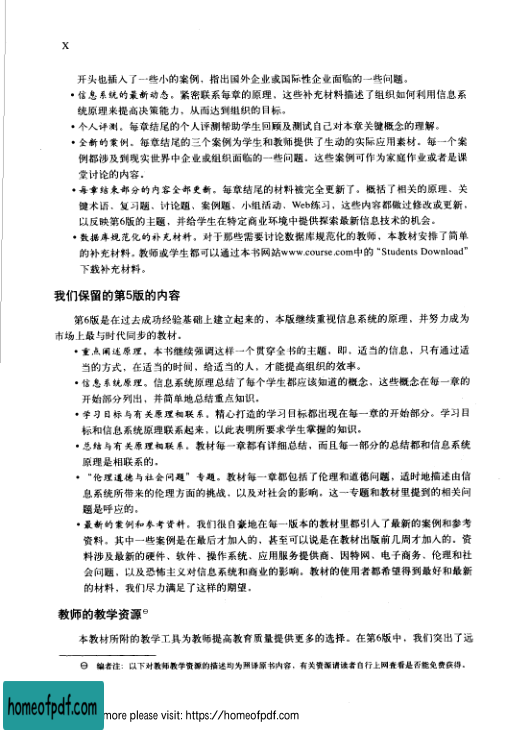 X
开头也插入了一些小的案例，指出国外企业或国际性企业面临的一些问题。
• 信息系统的最新动态。紧密联系每章的原理，这些补充材料描述了组织如何利用信息系
统原理来提高决策能力，从而达到组织的目标。
• 个人评测。每章结尾的个人评测帮助学生回顾及测试自己对本章关键概念的理解。
• 全新的案例。每章结尾的三个案例为学生和教师提供了生动的实际应用素材。每一个案
例都涉及到现实世界中企业或组织面临的一些问题，这些案例可作为家庭作业或者是课
堂讨论的内容。
• 每章结束部分的内容全部更新。每章结尾的材料被完全更新了。概括了相关的原理、关
键术语、复习题、讨论题、案例题、小组活动、Web练习，这些内容都做过修改或更新，
以反映第6版的主题，并给学生在特定商业环境中提供探索最新信息技术的机会。
• 数据库规范化的补充材料。对于那些需要讨论数据库规范化的教师，本教材安排了简单
的补充材料。教师或学生都可以通过本书网站www.course.com中的“Students Download”
下载补充材料。
我们保留的第5版的内容
第6版是在过去成功经验基础上建立起来的，本版继续重视信息系统的原理，并努力成为
市场上最与时代同步的教材。
• 重点阐述原理。本书继续强调这样一个贯穿全书的主题，即，适当的信息，只有通过适
当的方式，在适当的时间、给适当的人，才能提高组织的效率。
• 信息系统原理。信息系统原理总结了每个学生都应该知道的概念，这些概念在每一章的
开始部分列出，并简单地总结重点知识。
• 学习目标与有关原理相联系。精心打造的学习目标都出现在每一章的开始部分。学习目
标和信息系统原理联系起来，以此表明所要求学生掌握的知识。
• 总结与有关原理相联系。教材每一章都有详细总结，而且每一部分的总结都和信息系统
原理是相联系的。
• “伦理道德与社会问题”专题。教材每一章都包括了伦理和道德问题，适时地描述由信
息系统所带来的伦理方面的挑战，以及对社会的影响。这一专题和教材里提到的相关问
题是呼应的。
• 最新的案例和参考资料。我们很自豪地在每一版本的教材里都引入了最新的案例和参考
资料。其中一些案例是在最后才加入的，甚至可以说是在教材出版前几周才加入的。资
料涉及最新的硬件、软件、操作系统、应用服务提供商、因特网、电子商务、伦理和社
会问题，以及恐怖主义对信息系统和商业的影响。教材的使用者都希望得到最好和最新
的材料，我们尽力满足了这样的期望。
教师的教学资源⊖
本教材所附的教学工具为教师提高教育质量提供更多的选择。在第6版中，我们突出了远
⊖ 编者注：以下对教师教学资源的描述均为照译原书内容，有关资源请读者自行上网查看是否能免费获得。
homeofpdf.com
more please visit: https://homeofpdf.com